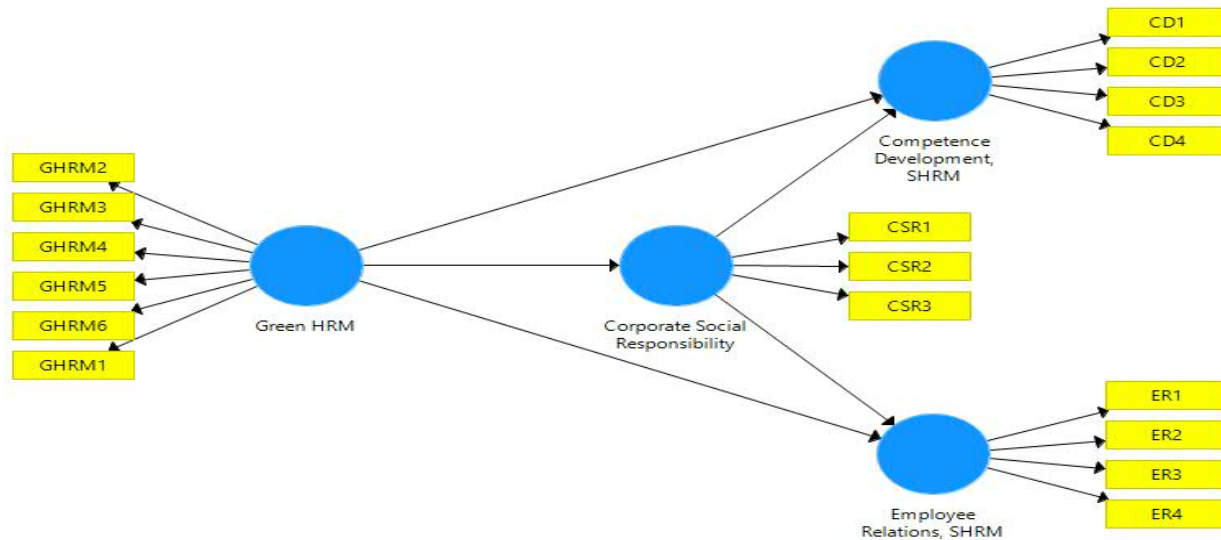 GHRM2
GHRM3
GHRM4
GHRM5
GHRM6
GHRM1
Green HRM
Corporate Social
Responsibility
CSR1
CSR2
CSR3
Competence
Development,
SHRM
CD1
CD2
CD3
CD4
Employee
Relations, SHRM
ER1
ER2
ER3
ER4